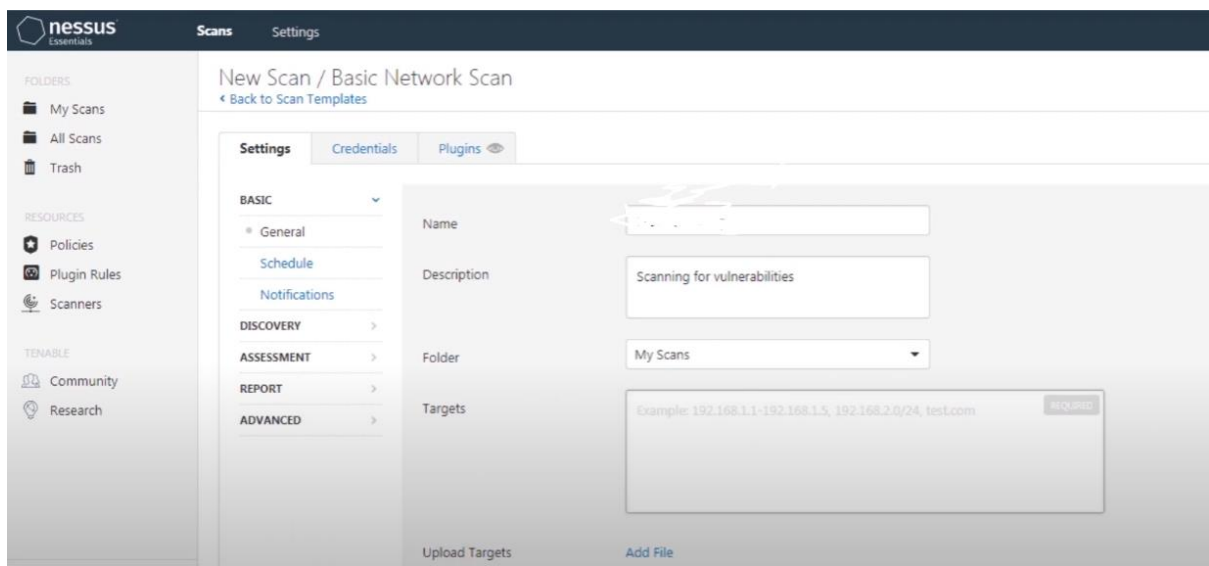 nessus
Essentials
Scans Settings
FOLDERS
My Scans
All Scans
Trash
RESOURCES
Policies
Plugin Rules
Scanners
TENABLE
Community
Research
New Scan / Basic Network Scan
Back to Scan Templates
Settings Credentials Plugins
BASIC
General
Schedule
Notifications
DISCOVERY
ASSESSMENT
REPORT
ADVANCED
Name
Description
Scanning for vulnerabilities
Folder
My Scans
Targets
Example: 192.168.1.1-192.168.1.5, 192.168.2.0/24, test.com
REQUIRED
Upload Targets
Add File